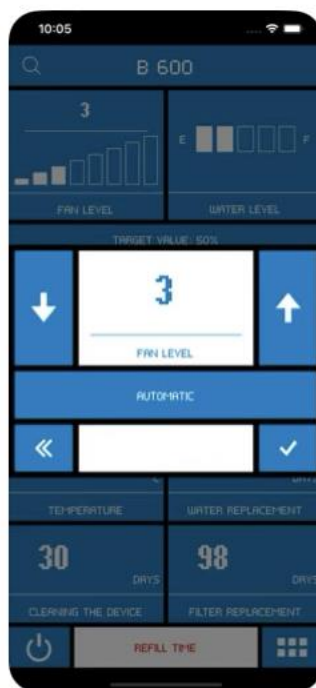 10:05
B 600
3
E
F
FAN LEVEL
WATER LEVEL
TARGET VALUE: 50%
3
FAN LEVEL
AUTOMATIC
TEMPERATURE
WATER REPLACEMENT
30
DAYS
98
DAYS
CLEANING THE DEVICE
FILTER REPLACEMENT
REFILL TIME